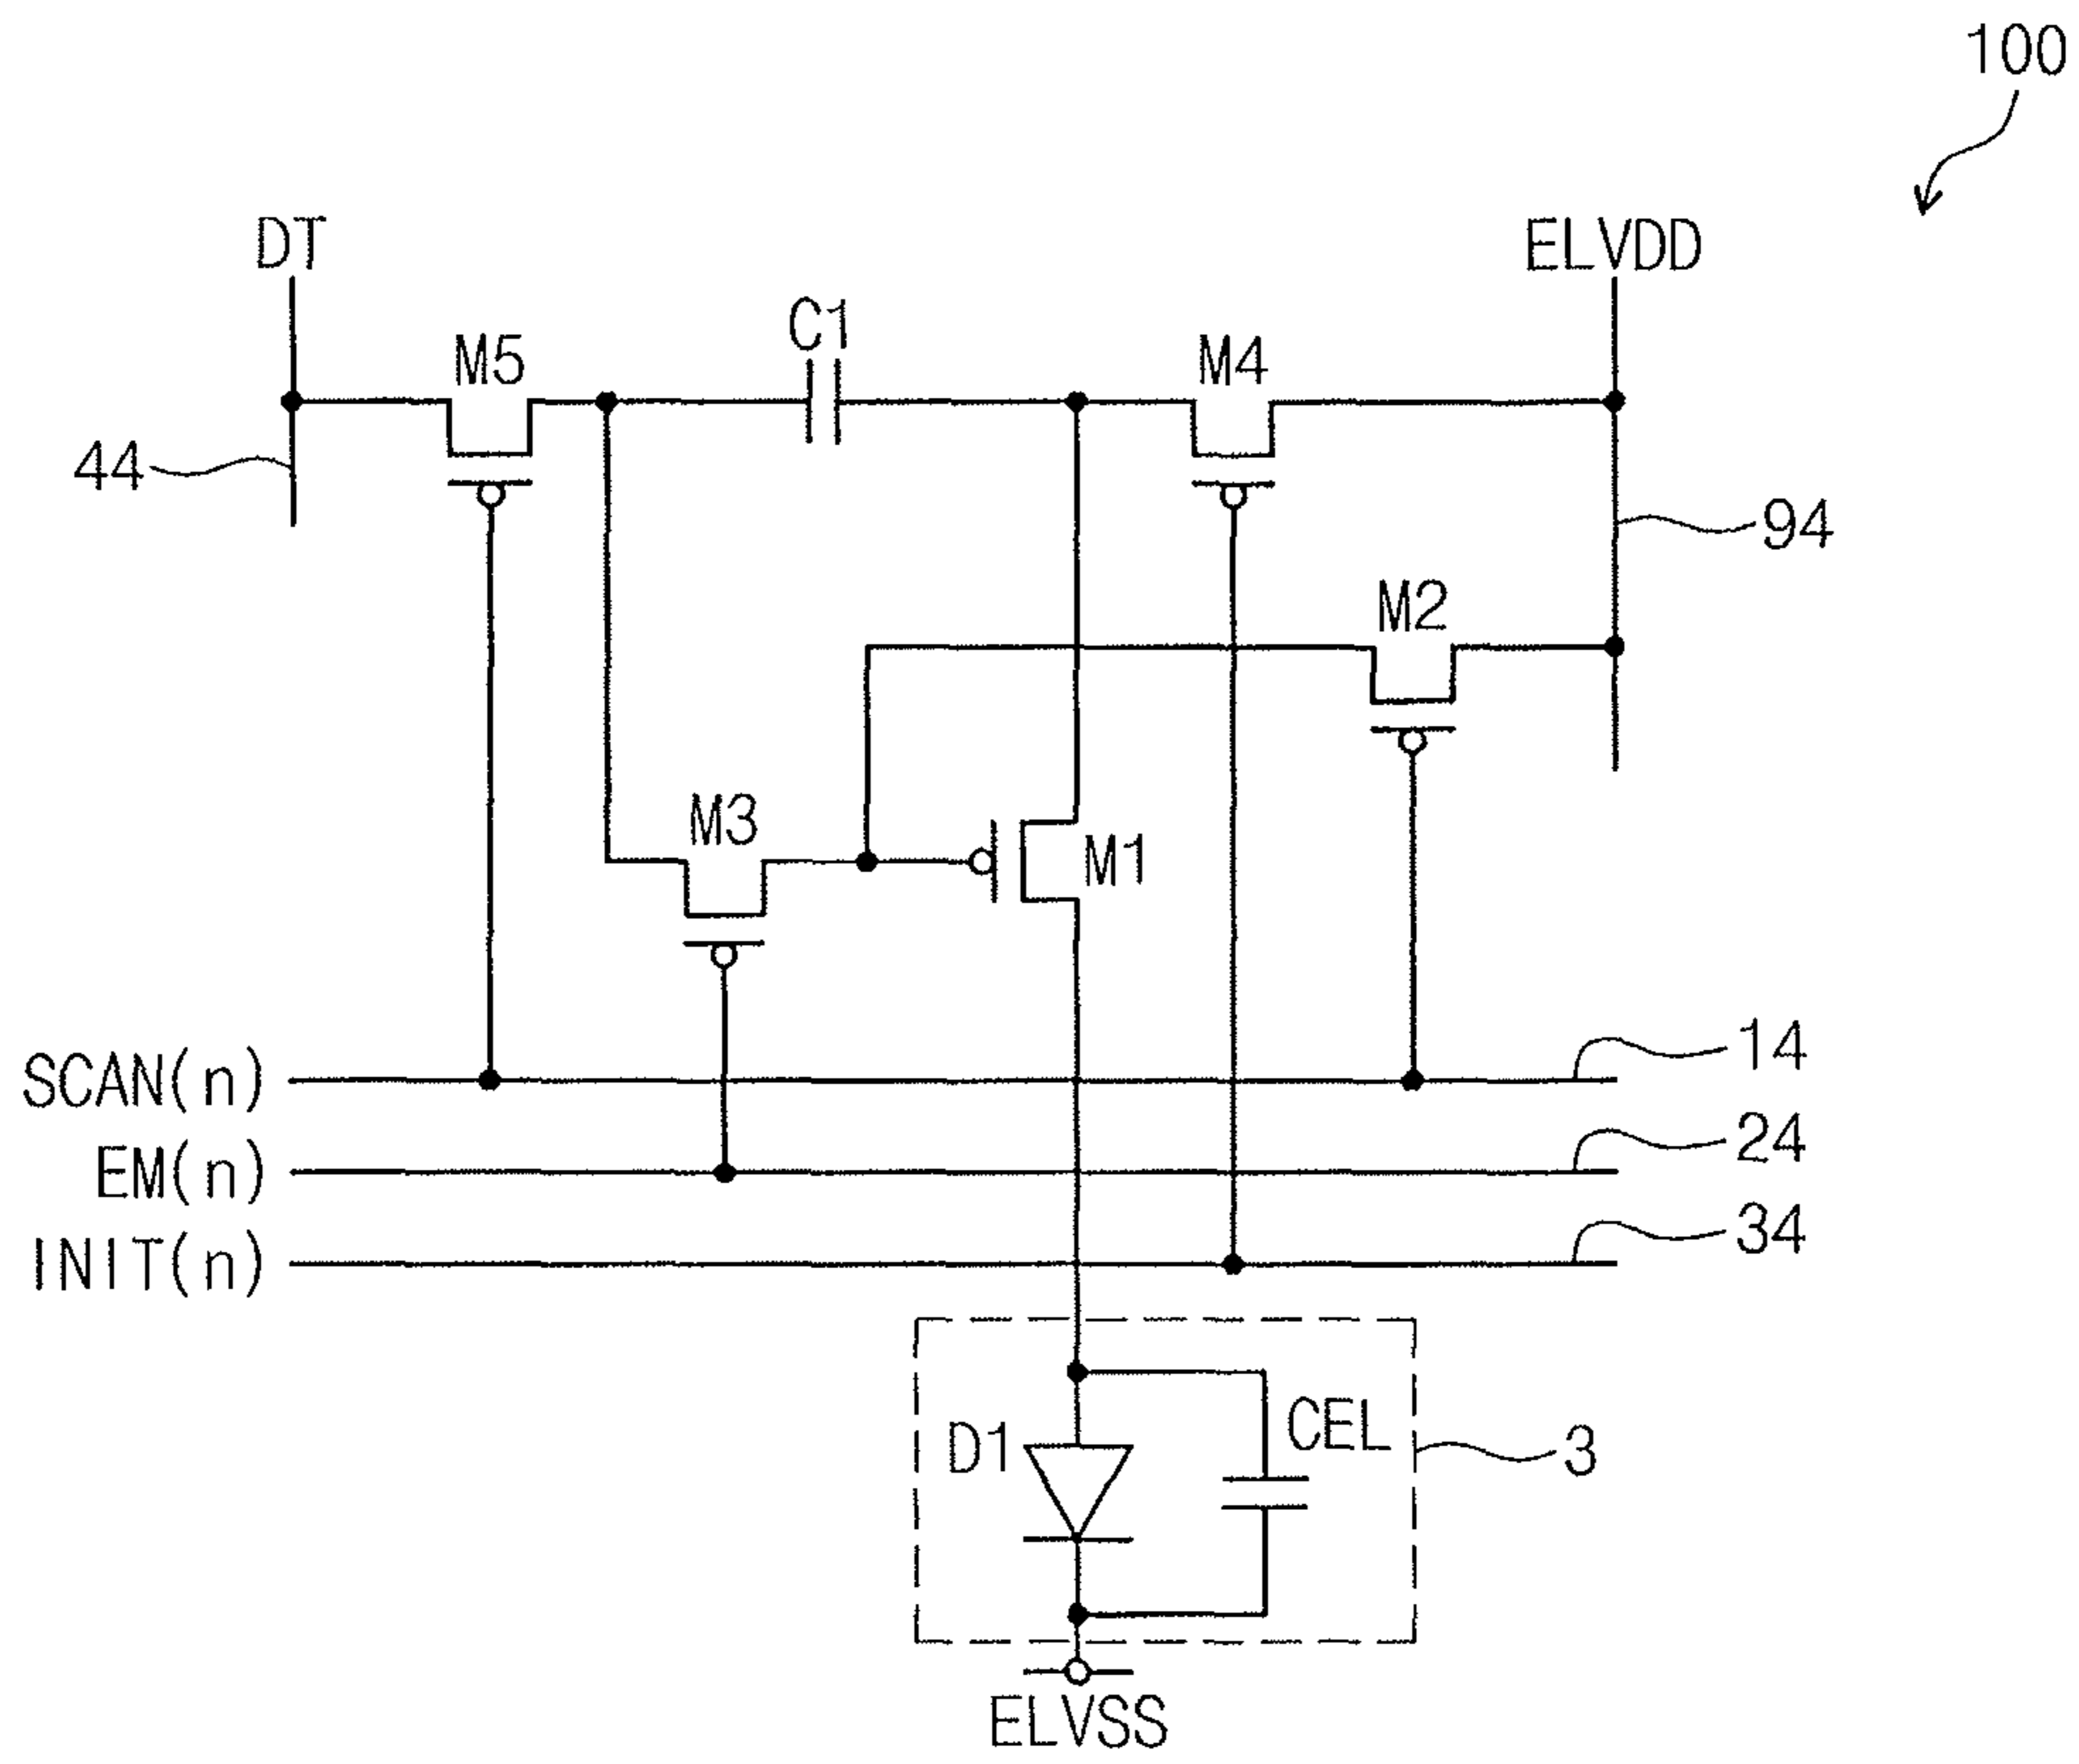 100
DT
ELVDD
C1
M5
M4
44
94
M2
M3
M1
SCAN(n)
14
EM(n)
24
INIT(n)
34
D1
CEL
3
ELVSS